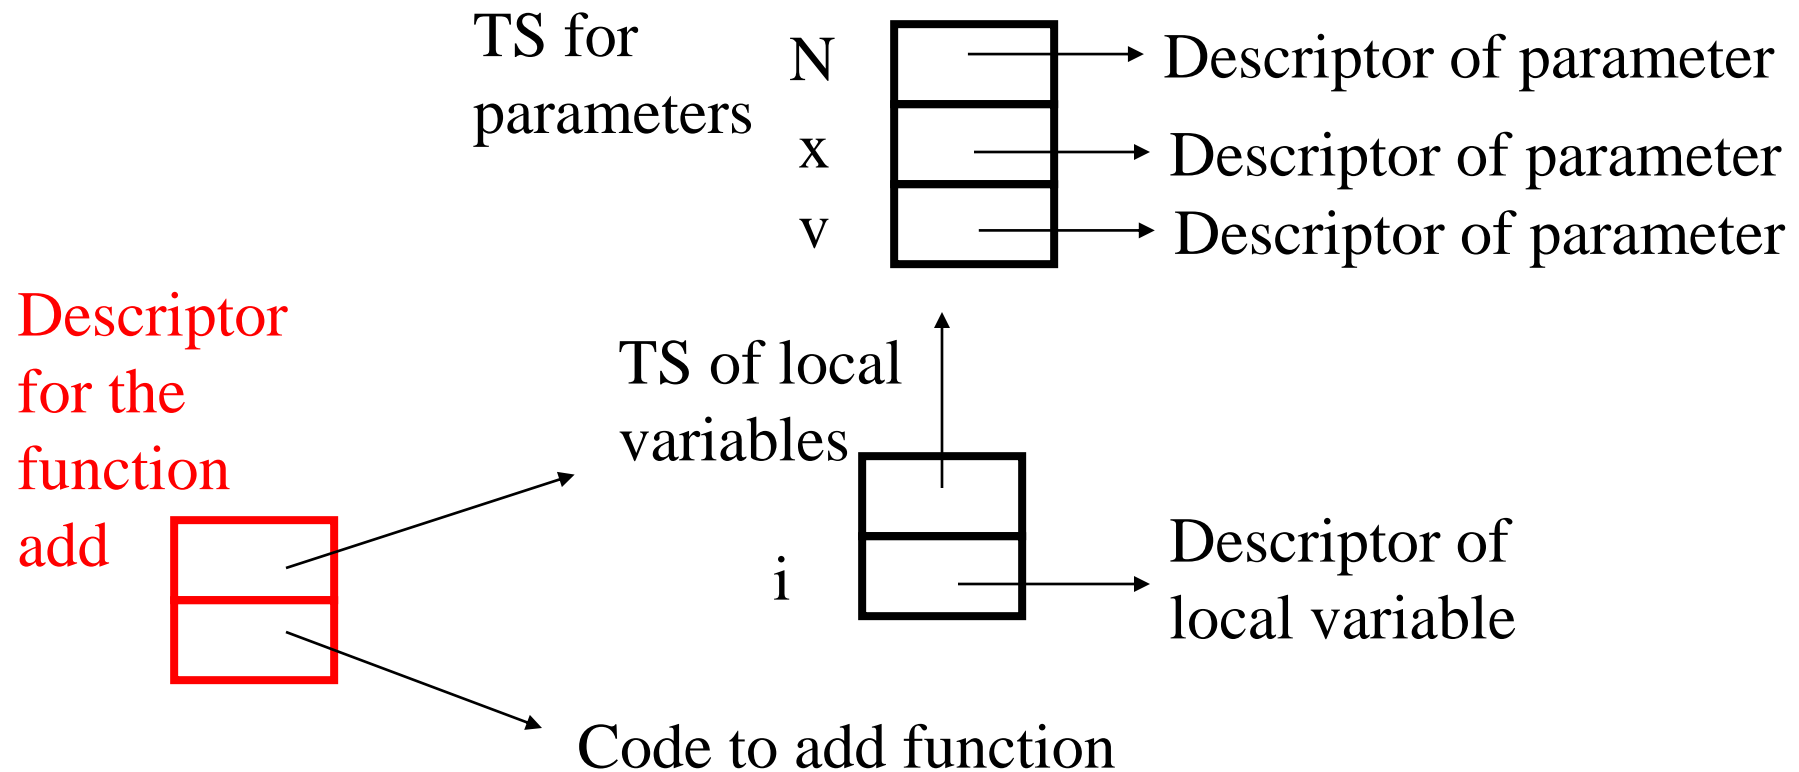 TS for
parameters
N
Descriptor of parameter
x
Descriptor of parameter
v
Descriptor of parameter
Descriptor
for the
function
add
TS of local
variables
i
Descriptor of
local variable
Code to add function